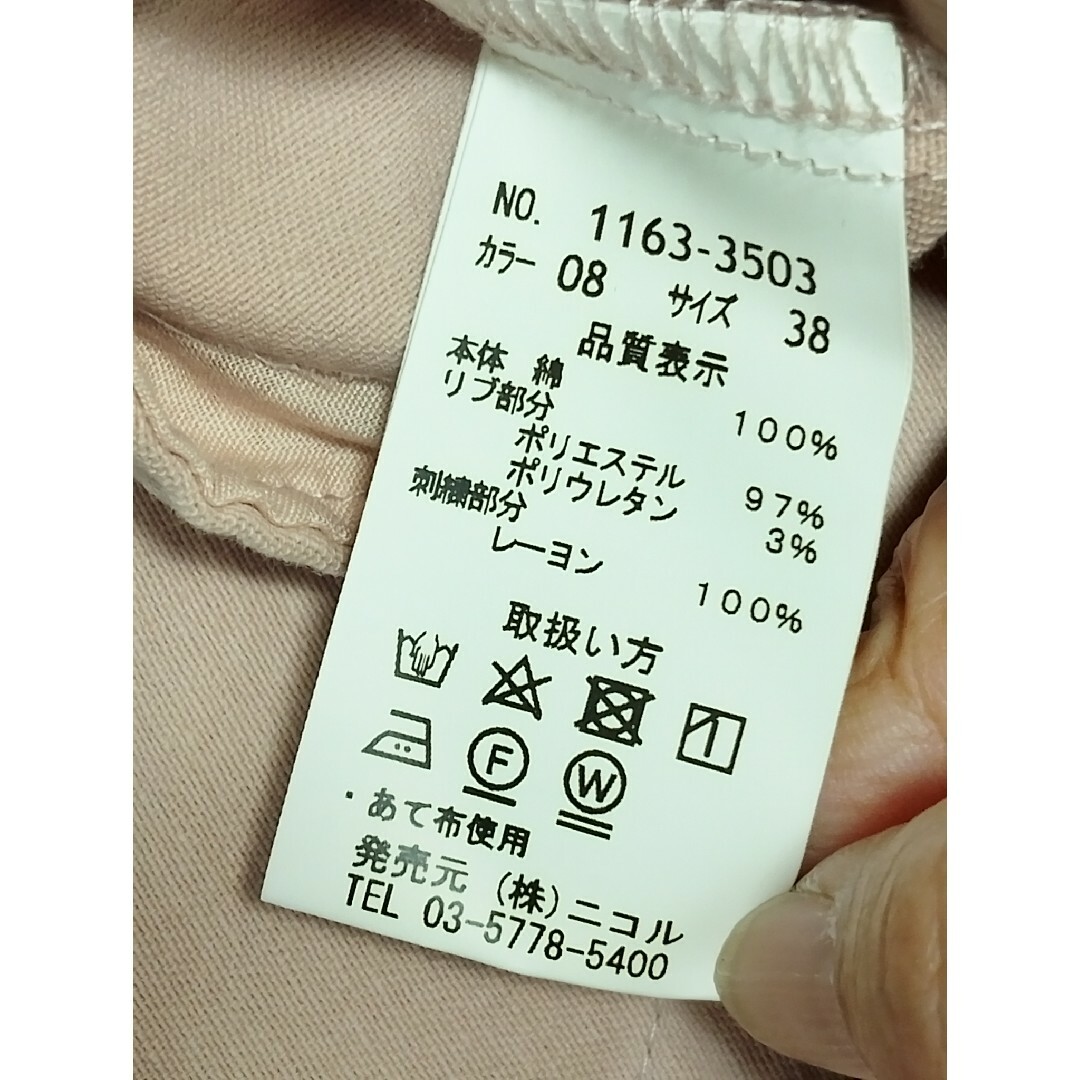 NO. 1163-3503
カラー 08 サイズ 38
品質表示
本体 綿 100%
リブ部分
ポリエステル 97%
ポリウレタン 3%
刺繍部分
レーヨン 100%
取扱い方
F W
・あて布使用
発売元 (株)ニコル
TEL 03-5778-5400